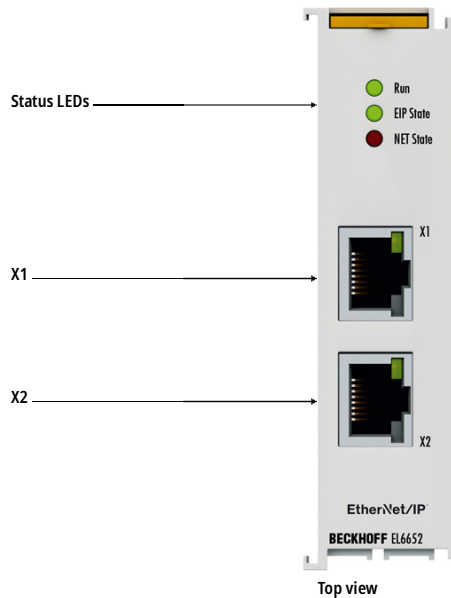 Run
Status LEDs
EIP State
NET State
X1
X1
X2
X2
EtherNet/IP
BECKHOFF EL6652
Top view